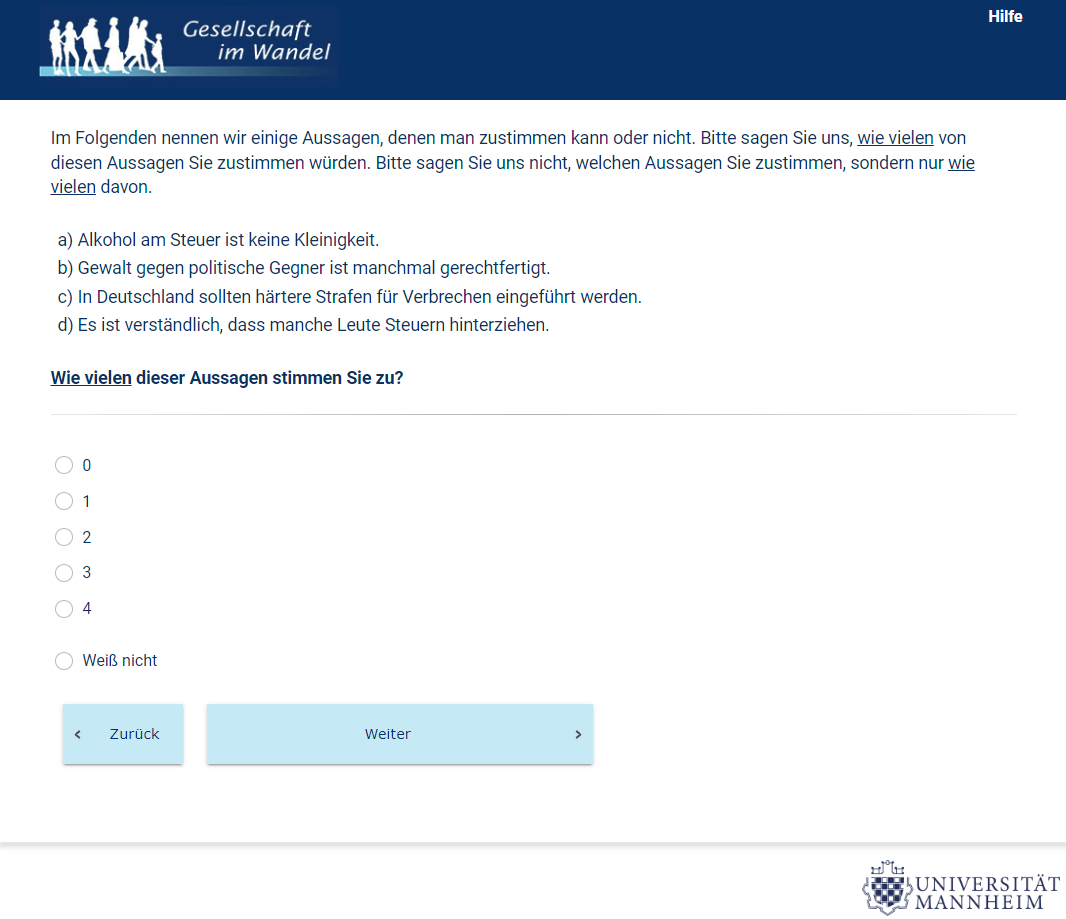 Hilfe
Gesellschaft
im Wandel
Im Folgenden nennen wir einige Aussagen, denen man zustimmen kann oder nicht. Bitte sagen Sie uns, wie vielen von
diesen Aussagen Sie zustimmen würden. Bitte sagen Sie uns nicht, welchen Aussagen Sie zustimmen, sondern nur wie
vielen davon.
a) Alkohol am Steuer ist keine Kleinigkeit.
b) Gewalt gegen politische Gegner ist manchmal gerechtfertigt.
c) In Deutschland sollten härtere Strafen für Verbrechen eingeführt werden.
d) Es ist verständlich, dass manche Leute Steuern hinterziehen.
Wie vielen dieser Aussagen stimmen Sie zu?
0
1
2
3
4
Weiß nicht
‹ Zurück
Weiter ›
UNIVERSITÄT
MANNHEIM